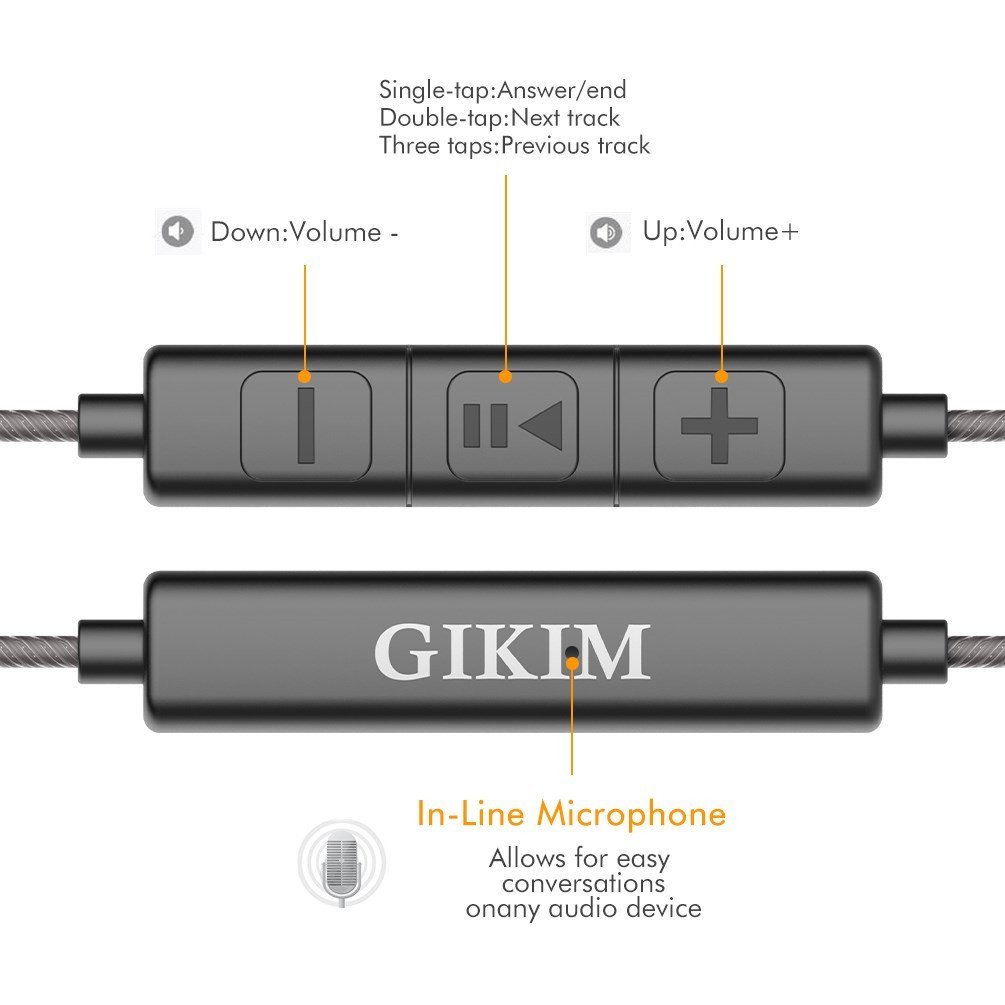 Single-tap:Answer/end
Double-tap:Next track
Three taps:Previous track
Down:Volume -
Up:Volume+
GIKIM
In-Line Microphone
Allows for easy
conversations
onany audio device